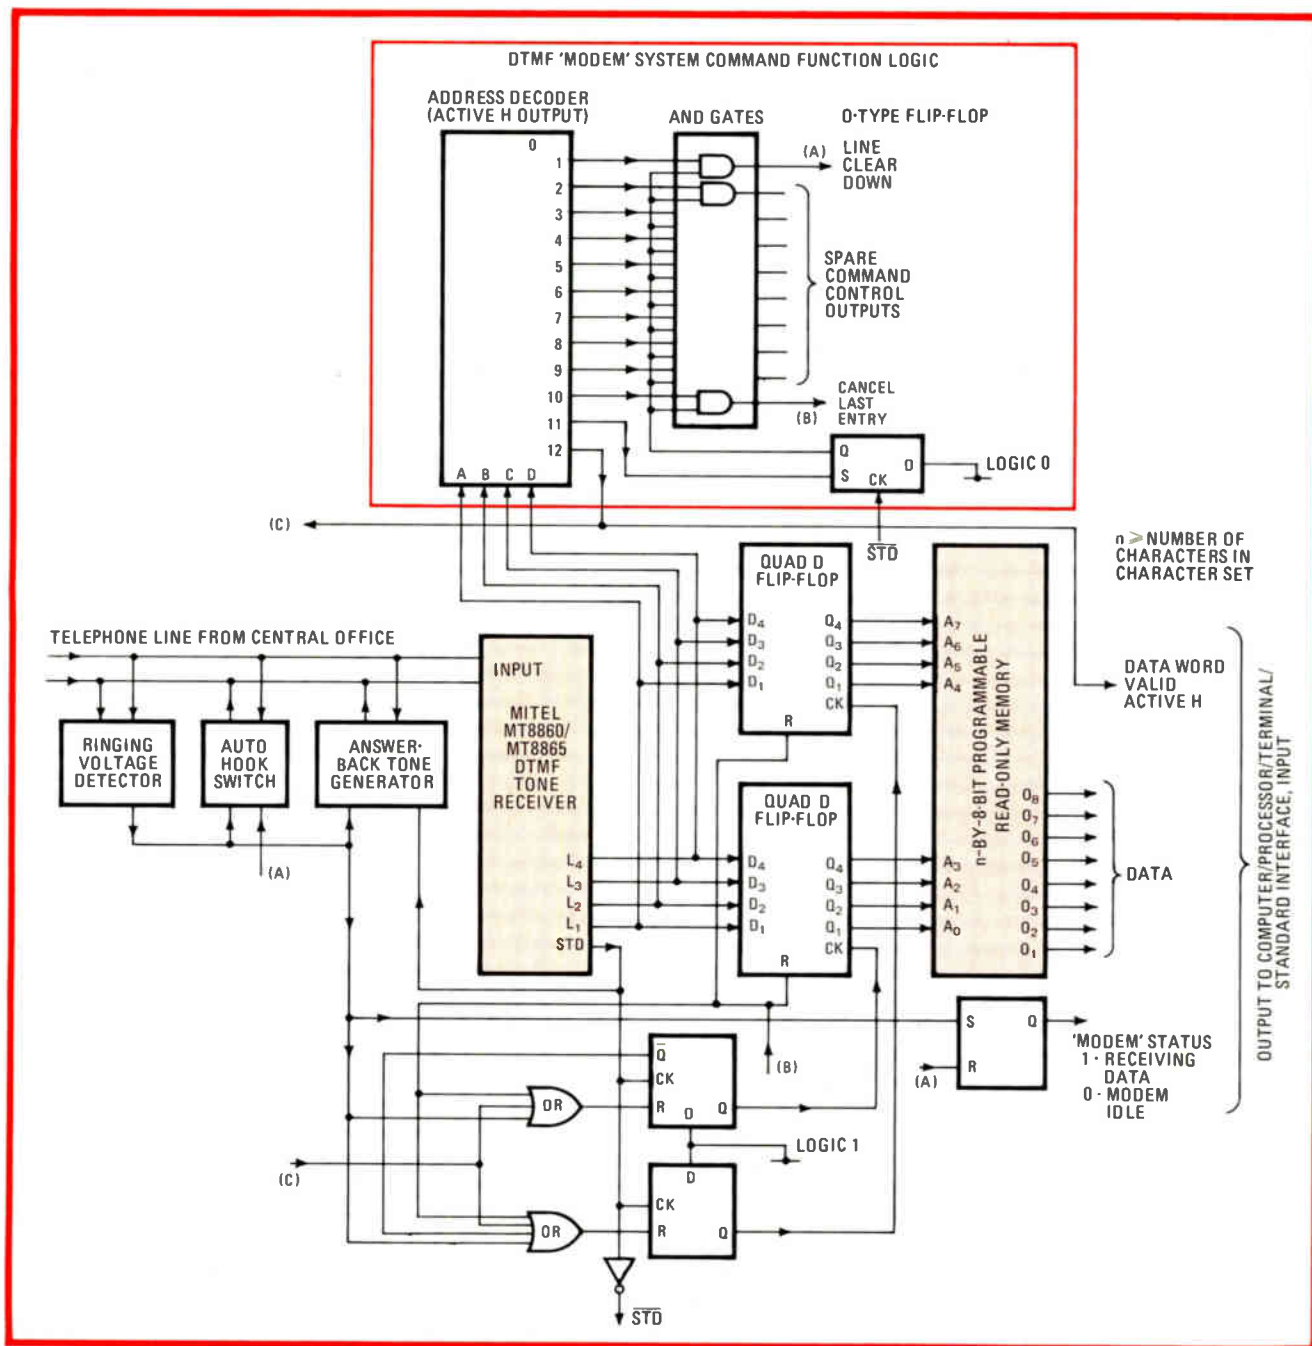 DTMF 'MODEM' SYSTEM COMMAND FUNCTION LOGIC
ADDRESS DECODER
(ACTIVE H OUTPUT)
AND GATES
O-TYPE FLIP-FLOP
0
1
2
3
4
5
6
7
8
9
10
11
12
A B C D
(A)
LINE
CLEAR
DOWN
SPARE
COMMAND
CONTROL
OUTPUTS
(B)
CANCEL
LAST
ENTRY
Q
S
CK
O
LOGIC 0
S̅T̅D̅
(C)
n ⩾ NUMBER OF
CHARACTERS IN
CHARACTER SET
TELEPHONE LINE FROM CENTRAL OFFICE
RINGING
VOLTAGE
DETECTOR
AUTO
HOOK
SWITCH
ANSWER-
BACK TONE
GENERATOR
(A)
INPUT
MITEL
MT8860/
MT8865
DTMF
TONE
RECEIVER
L₄
L₃
L₂
L₁
STD
QUAD D
FLIP-FLOP
D₄ Q₄
D₃ Q₃
D₂ Q₂
D₁ Q₁
CK
R
QUAD D
FLIP-FLOP
D₄ Q₄
D₃ Q₃
D₂ Q₂
D₁ Q₁
CK
R
A₇
A₆
A₅
A₄
A₃
A₂
A₁
A₀
n-BY-8-BIT PROGRAMMABLE
READ-ONLY MEMORY
O₈
O₇
O₆
O₅
O₄
O₃
O₂
O₁
DATA WORD
VALID
ACTIVE H
DATA
OUTPUT TO COMPUTER/PROCESSOR/TERMINAL/
STANDARD INTERFACE, INPUT
S Q
R
(A)
'MODEM' STATUS
1 - RECEIVING
DATA
0 - MODEM
IDLE
(B)
Q̅
CK
R
D
Q
OR
LOGIC 1
(C)
D
CK
R
Q
OR
S̅T̅D̅